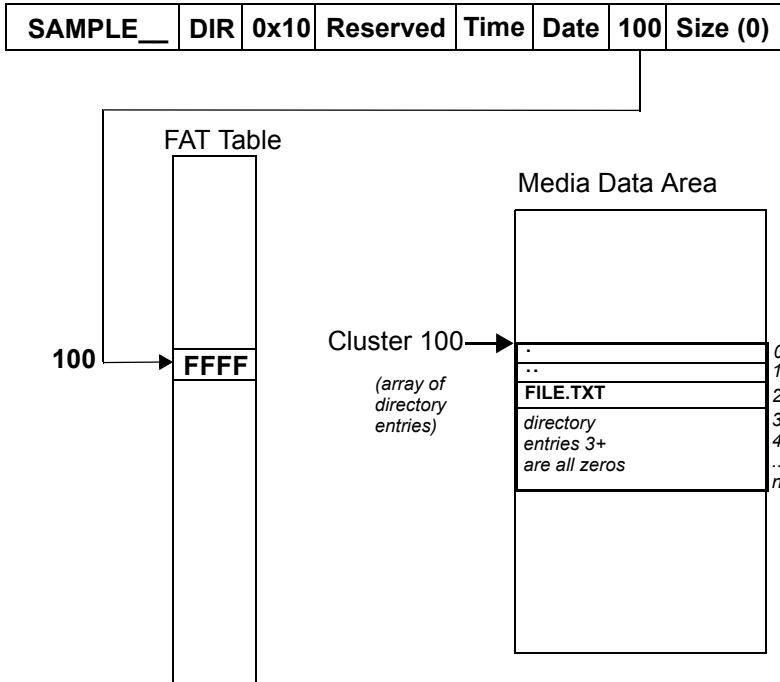 SAMPLE__ DIR 0x10 Reserved Time Date 100 Size (0)
FAT Table
Media Data Area
100
FFFF
Cluster 100
(array of
directory
entries)
.
..
FILE.TXT
directory
entries 3+
are all zeros
0
1
2
3
4
..
n